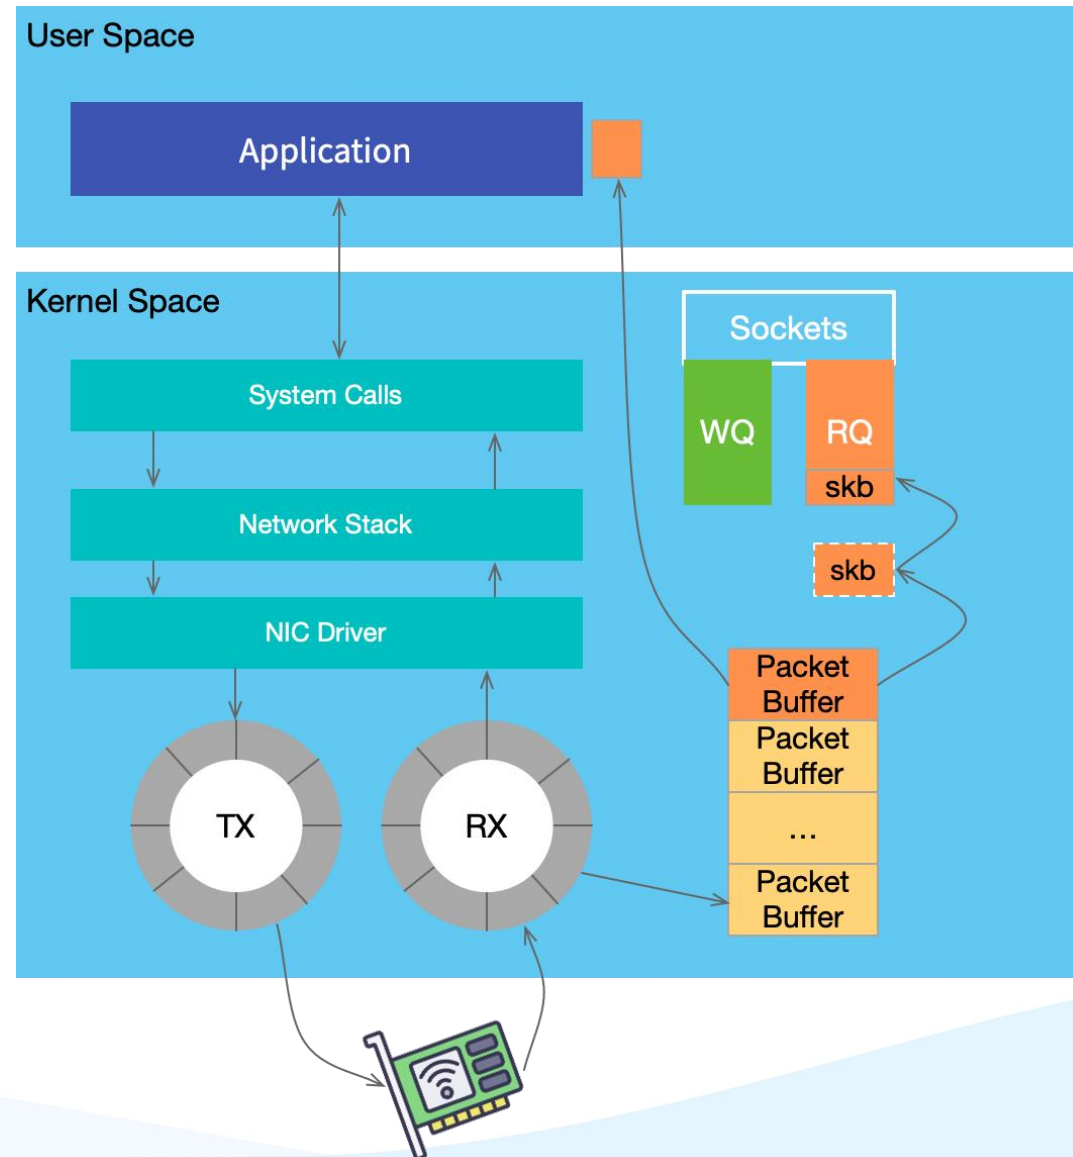 User Space
Application
Kernel Space
Sockets
System Calls
WQ
RQ
skb
Network Stack
skb
NIC Driver
Packet
Buffer
Packet
Buffer
TX
RX
...
Packet
Buffer